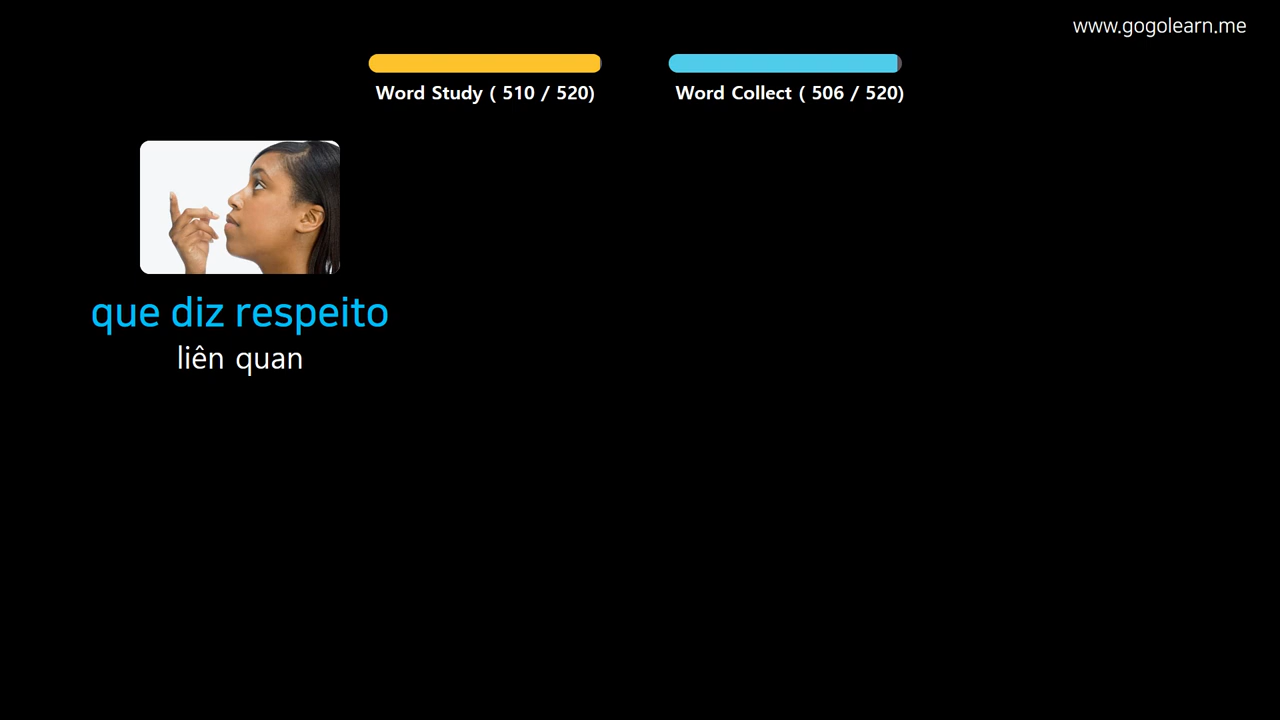 www.gogolearn.me
Word Study ( 510 / 520)
Word Collect ( 506 / 520)
que diz respeito
liên quan